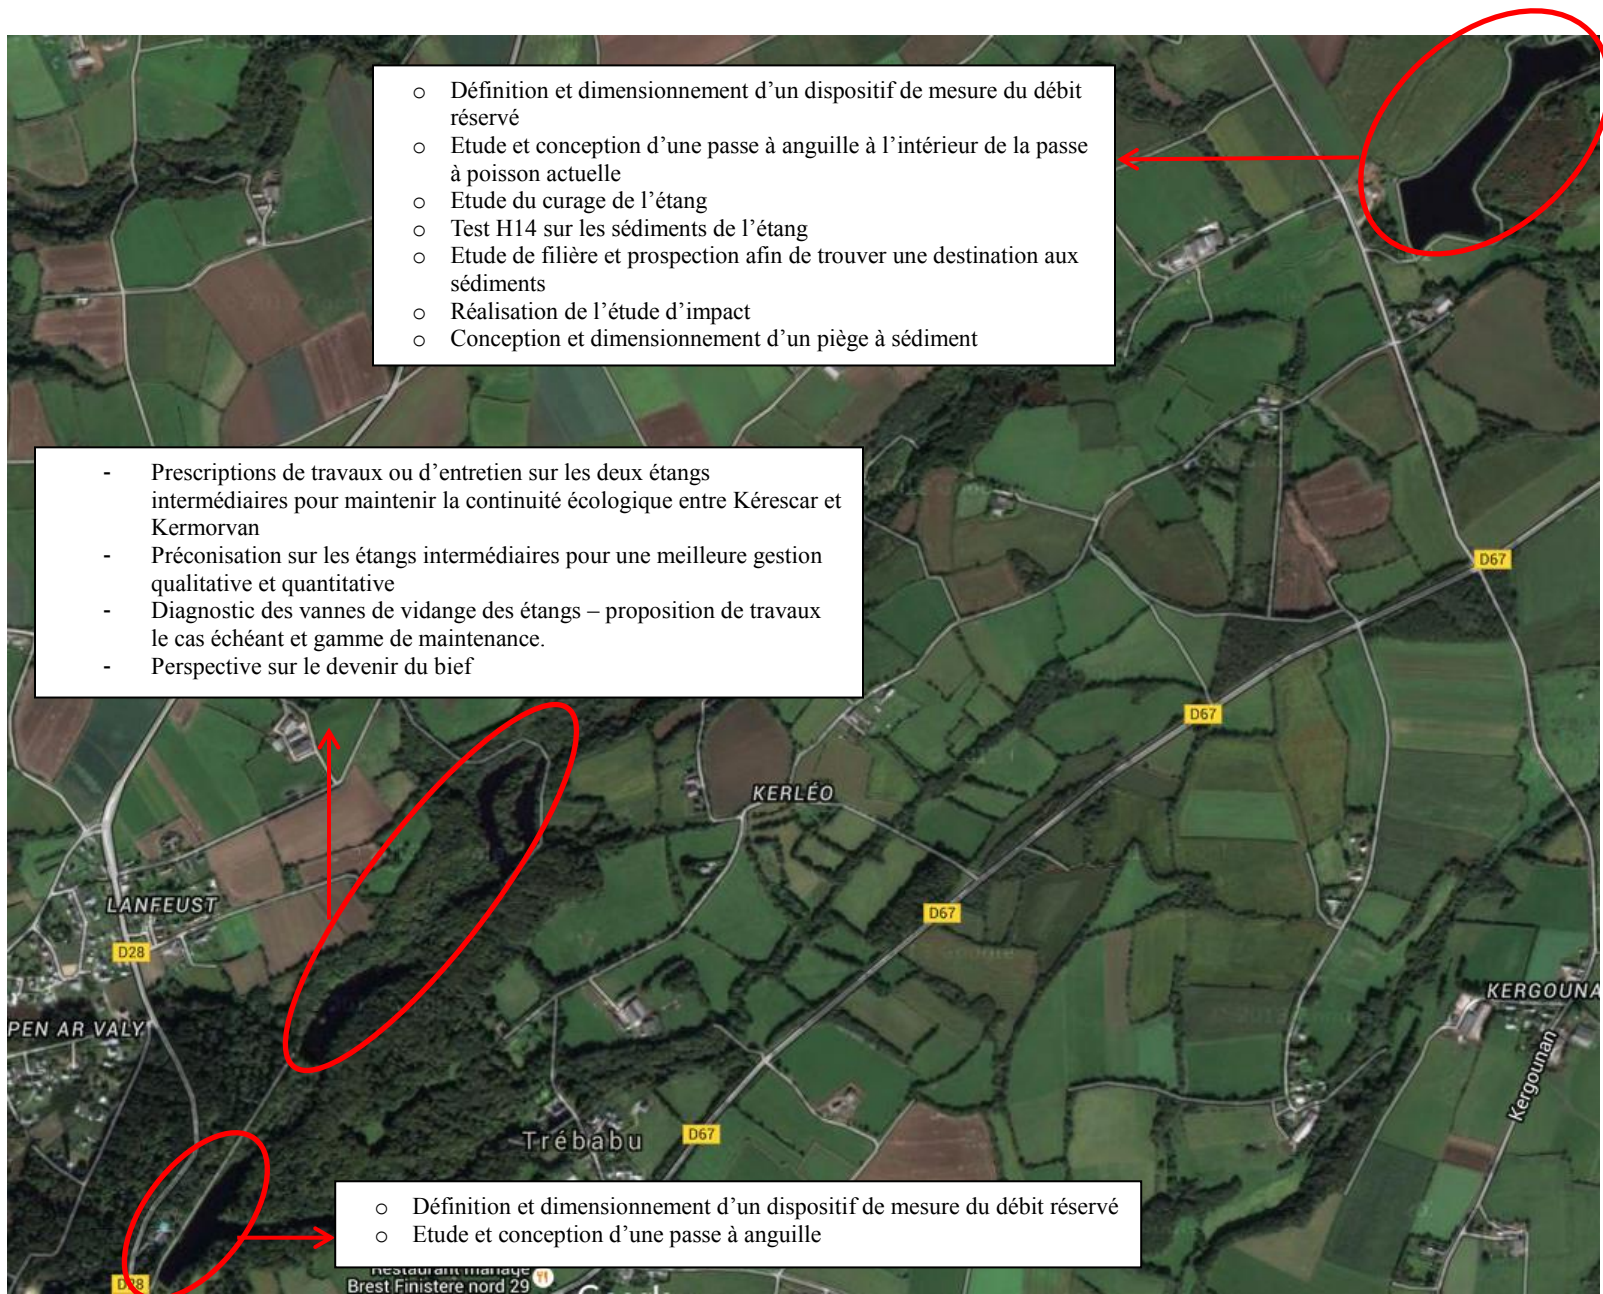 o Définition et dimensionnement d’un dispositif de mesure du débit
réservé
o Etude et conception d’une passe à anguille à l’intérieur de la passe
à poisson actuelle
o Etude du curage de l’étang
o Test H14 sur les sédiments de l’étang
o Etude de filière et prospection afin de trouver une destination aux
sédiments
o Réalisation de l’étude d’impact
o Conception et dimensionnement d’un piège à sédiment
- Prescriptions de travaux ou d’entretien sur les deux étangs
intermédiaires pour maintenir la continuité écologique entre Kérescar et
Kermorvan
- Préconisation sur les étangs intermédiaires pour une meilleure gestion
qualitative et quantitative
- Diagnostic des vannes de vidange des étangs – proposition de travaux
le cas échéant et gamme de maintenance.
- Perspective sur le devenir du bief
D67
D67
KERLÉO
LANFEUST
D67
D28
KERGOUNA
PEN AR VALY
Kergounan
Trébabu
D67
o Définition et dimensionnement d’un dispositif de mesure du débit réservé
o Etude et conception d’une passe à anguille
D28
Restaurant mariage
Brest Finistere nord 29
Google